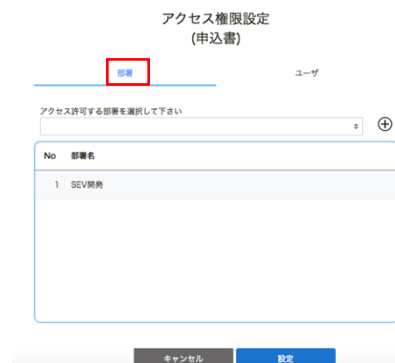 アクセス権限設定
(申込書)
部署 ユーザ
アクセス許可する部署を選択して下さい
No 部署名
1 SEV開発
キャンセル 設定